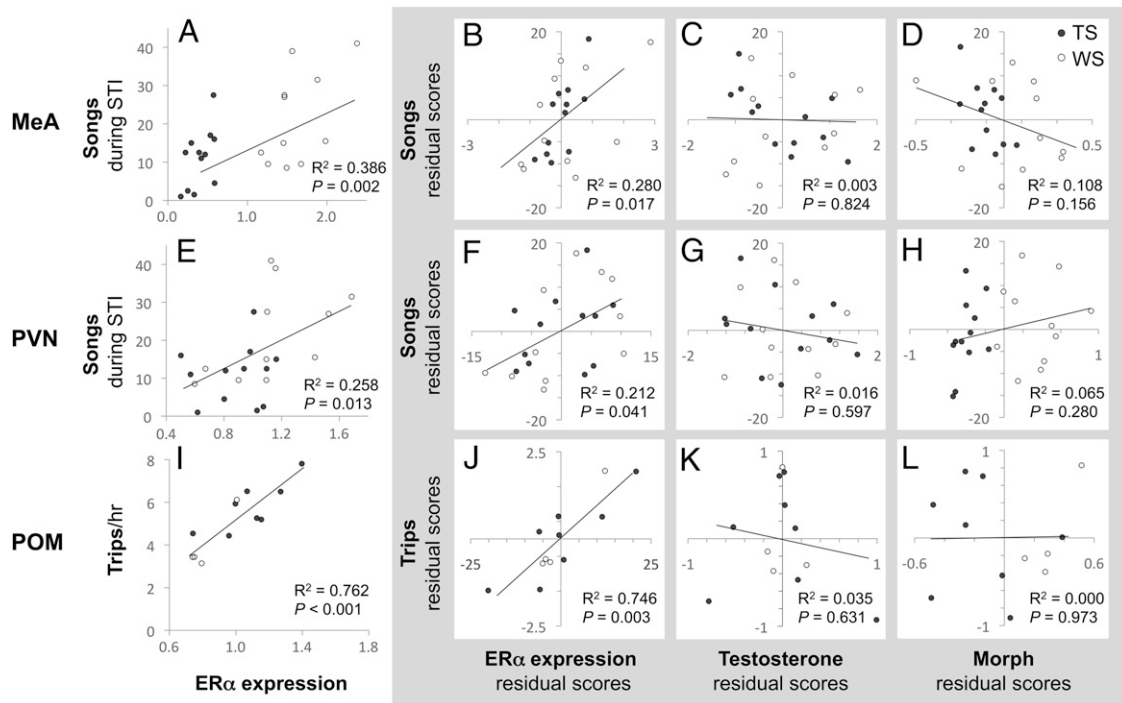 A
B
C
D
TS
WS
MeA
Songs
during STI
40
30
20
10
0
0.0
1.0
2.0
R² = 0.386
P = 0.002
Songs
residual scores
20
-3
3
-20
R² = 0.280
P = 0.017
20
-2
2
-20
R² = 0.003
P = 0.824
20
-0.5
0.5
-20
R² = 0.108
P = 0.156
E
F
G
H
PVN
Songs
during STI
40
30
20
10
0
0.4
0.8
1.2
1.6
R² = 0.258
P = 0.013
Songs
residual scores
20
-15
15
-20
R² = 0.212
P = 0.041
20
-2
2
-20
R² = 0.016
P = 0.597
20
-1
1
-20
R² = 0.065
P = 0.280
I
J
K
L
POM
Trips/hr
8
6
4
2
0
0.6
1.0
1.4
1.8
R² = 0.762
P < 0.001
Trips
residual scores
2.5
-25
25
-2.5
R² = 0.746
P = 0.003
1
-1
1
-1
R² = 0.035
P = 0.631
1
-0.6
0.6
-1
R² = 0.000
P = 0.973
ERα expression
ERα expression
residual scores
Testosterone
residual scores
Morph
residual scores